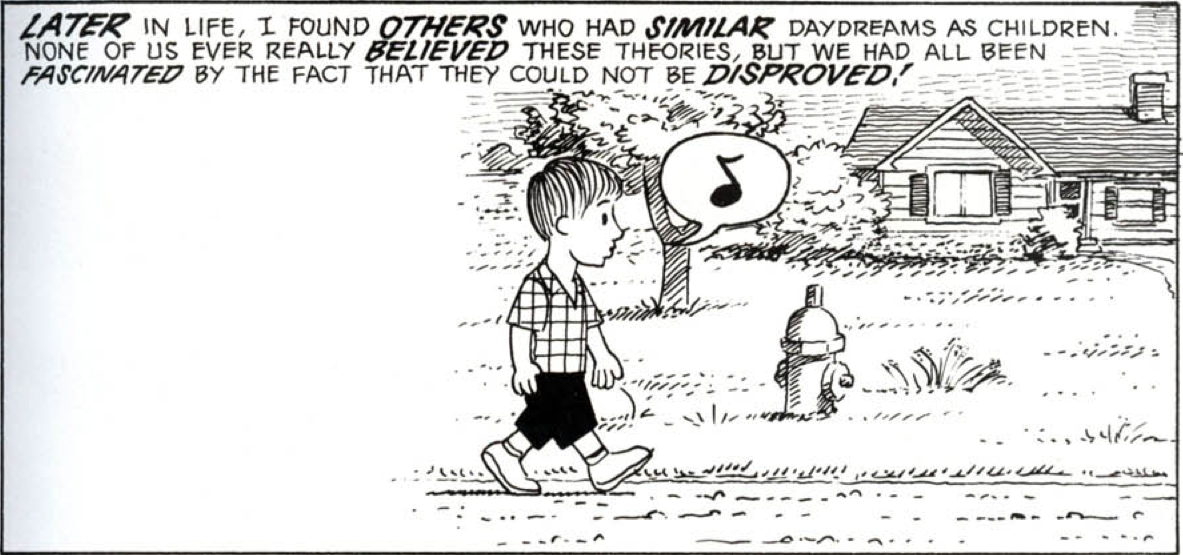 LATER IN LIFE, I FOUND OTHERS WHO HAD SIMILAR DAYDREAMS AS CHILDREN.
NONE OF US EVER REALLY BELIEVED THESE THEORIES, BUT WE HAD ALL BEEN
FASCINATED BY THE FACT THAT THEY COULD NOT BE DISPROVED!